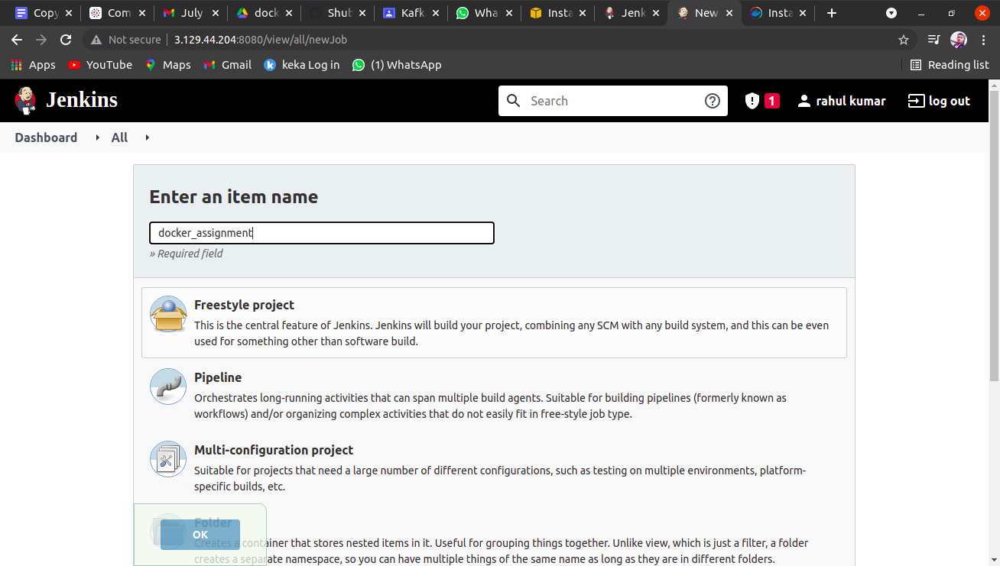 Copy
Com
July
dock
Shub
Kafk
Wha
Insta
Jenk
New
Insta
Not secure
3.129.44.204:8080/view/all/newJob
Apps
YouTube
Maps
Gmail
keka Log in
(1) WhatsApp
Reading list
Jenkins
Search
1
rahul kumar
log out
Dashboard
All
Enter an item name
docker_assignment
» Required field
Freestyle project
This is the central feature of Jenkins. Jenkins will build your project, combining any SCM with any build system, and this can be even
used for something other than software build.
Pipeline
Orchestrates long-running activities that can span multiple build agents. Suitable for building pipelines (formerly known as
workflows) and/or organizing complex activities that do not easily fit in free-style job type.
Multi-configuration project
Suitable for projects that need a large number of different configurations, such as testing on multiple environments, platform-
specific builds, etc.
Folder
OK
Creates a container that stores nested items in it. Useful for grouping things together. Unlike view, which is just a filter, a folder
creates a separate namespace, so you can have multiple things of the same name as long as they are in different folders.